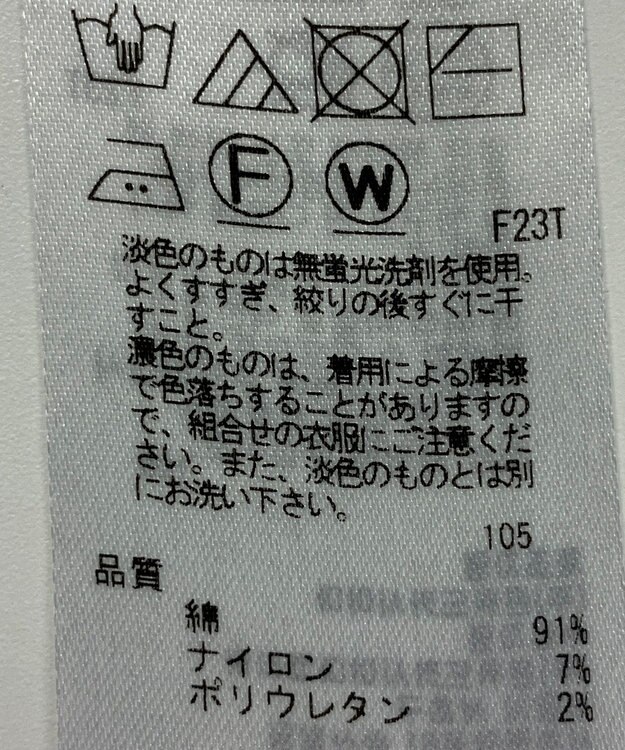 F
W
F23T
淡色のものは無蛍光洗剤を使用。
よくすすぎ、絞りの後すぐに干
すこと。
濃色のものは、着用による摩擦
で色落ちすることがありますの
で、組合せの衣服にご注意くだ
さい。また、淡色のものとは別
にお洗い下さい。
105
品質
綿 91%
ナイロン 7%
ポリウレタン 2%